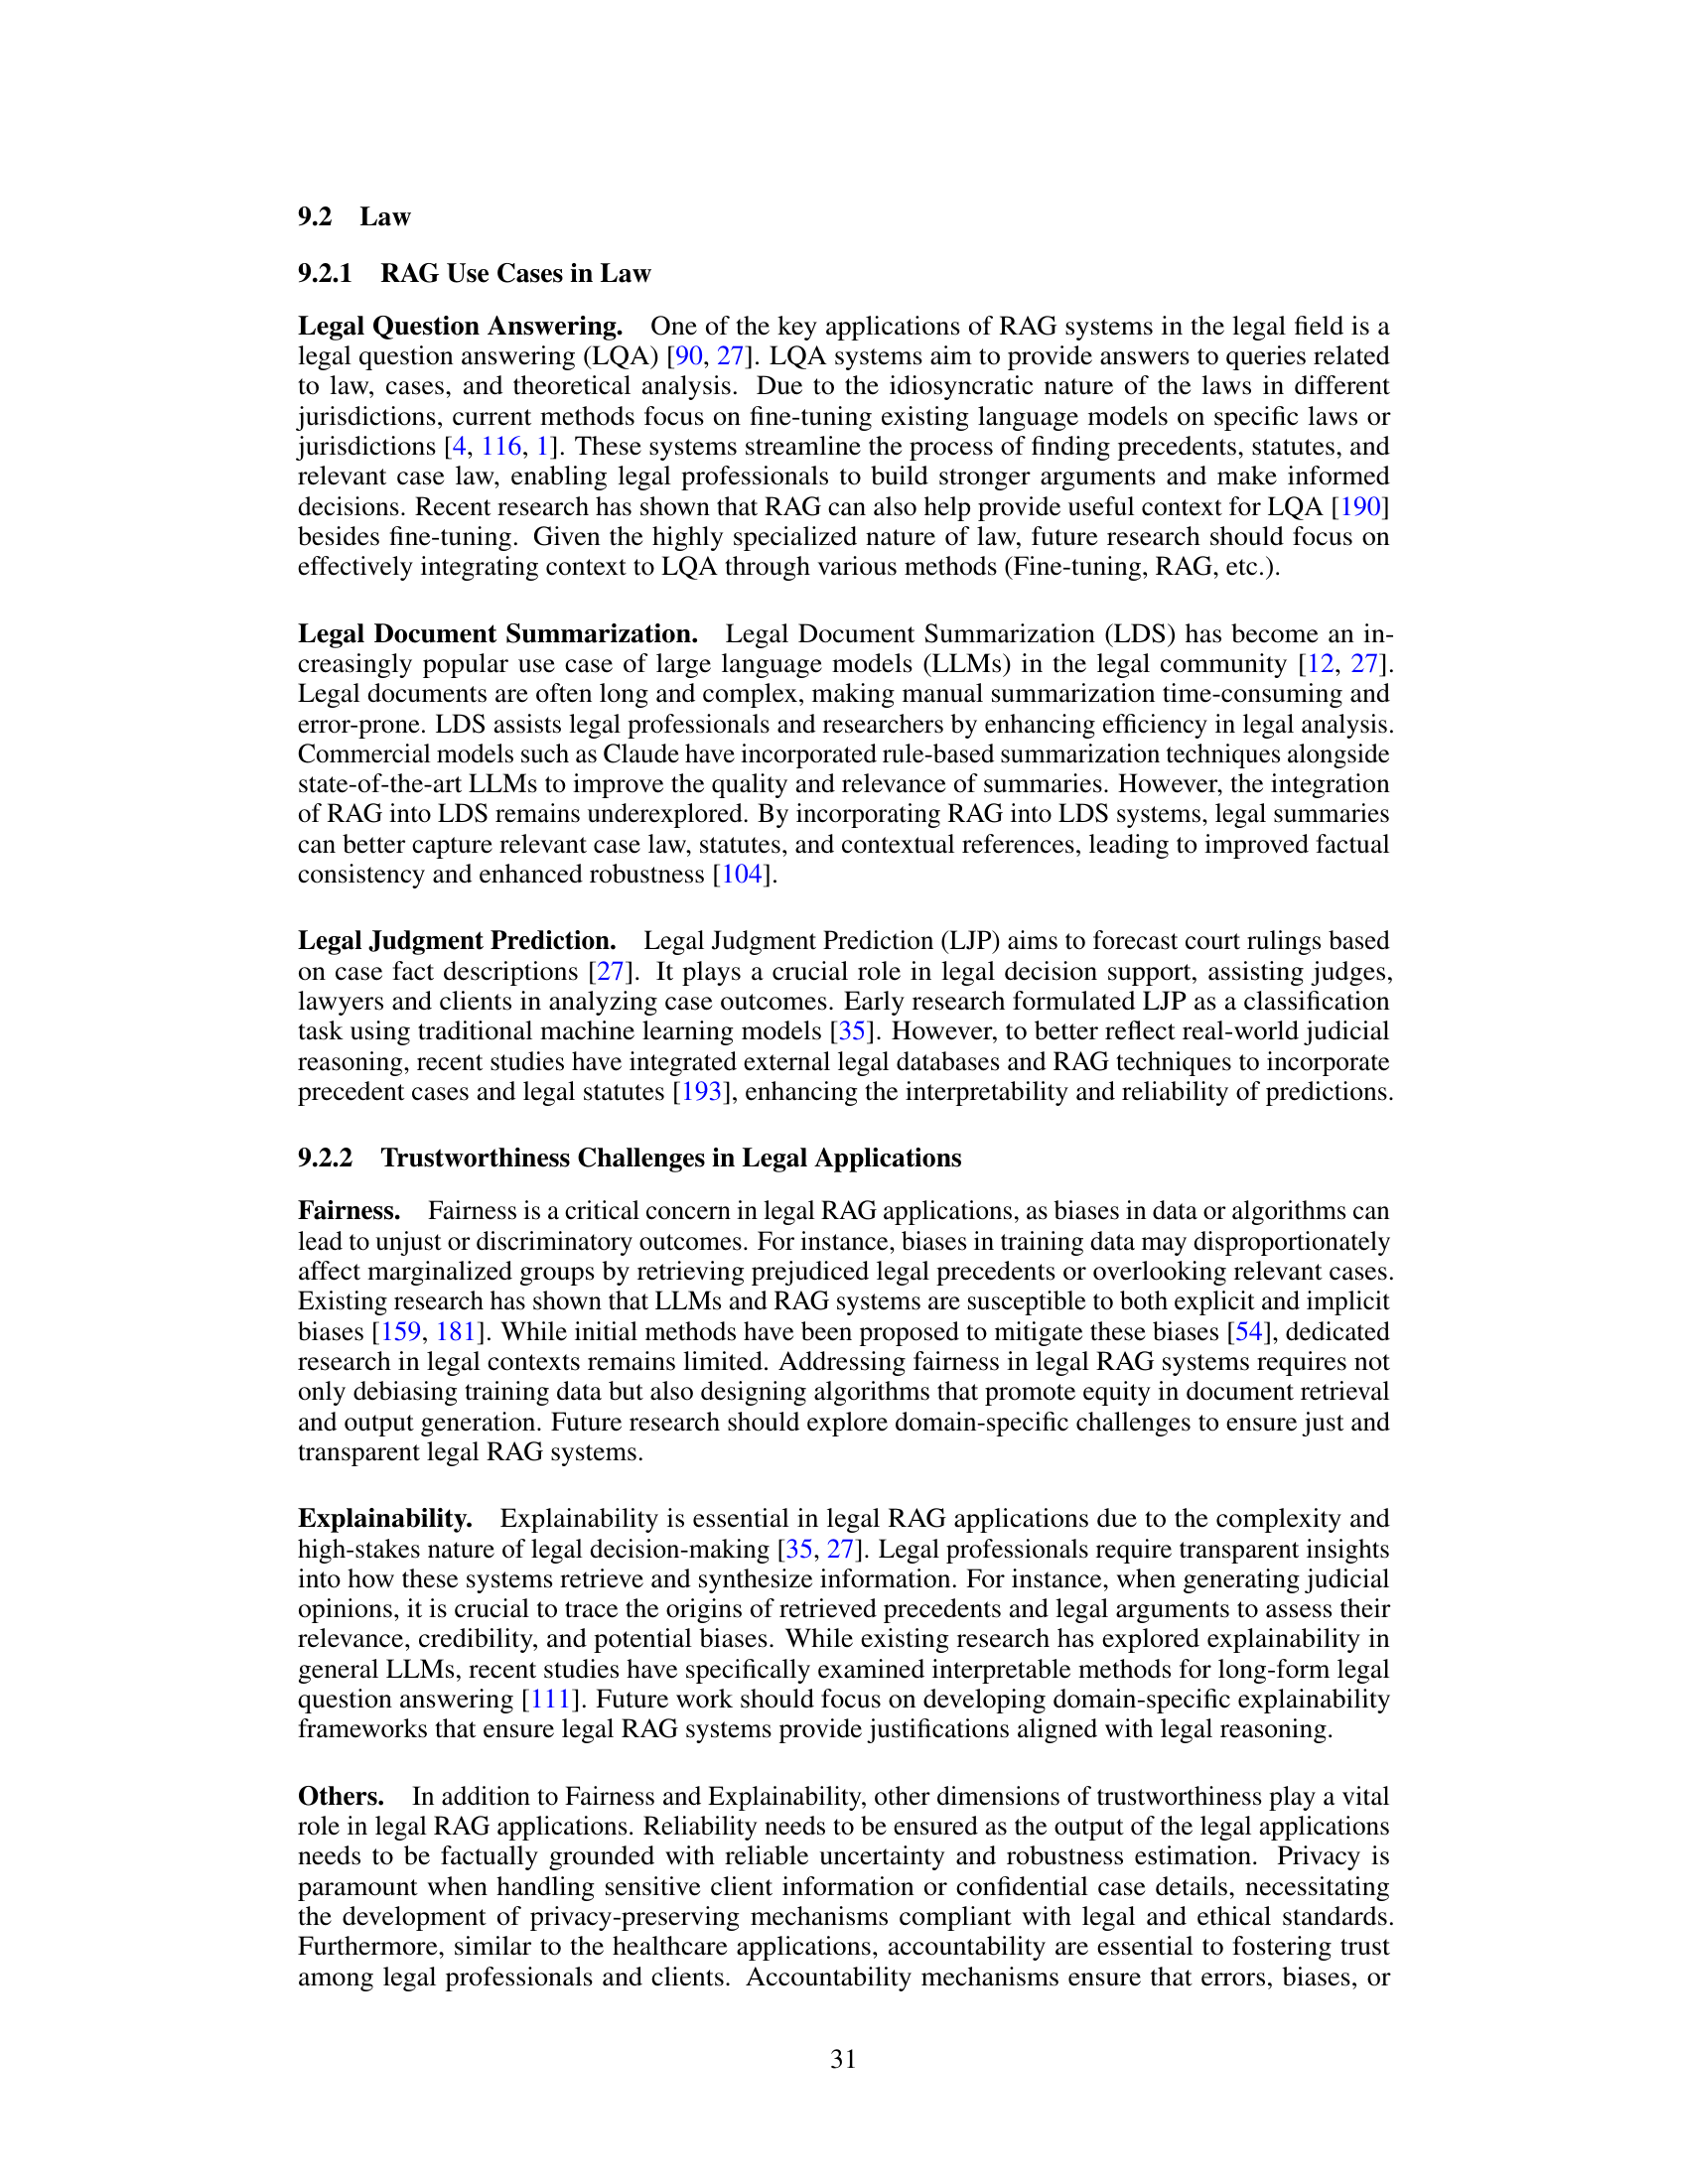 9.2 Law
9.2.1 RAG Use Cases in Law
Legal Question Answering. One of the key applications of RAG systems in the legal field is a
legal question answering (LQA) [90, 27]. LQA systems aim to provide answers to queries related
to law, cases, and theoretical analysis. Due to the idiosyncratic nature of the laws in different
jurisdictions, current methods focus on fine-tuning existing language models on specific laws or
jurisdictions [4, 116, 1]. These systems streamline the process of finding precedents, statutes, and
relevant case law, enabling legal professionals to build stronger arguments and make informed
decisions. Recent research has shown that RAG can also help provide useful context for LQA [190]
besides fine-tuning. Given the highly specialized nature of law, future research should focus on
effectively integrating context to LQA through various methods (Fine-tuning, RAG, etc.).
Legal Document Summarization. Legal Document Summarization (LDS) has become an in-
creasingly popular use case of large language models (LLMs) in the legal community [12, 27].
Legal documents are often long and complex, making manual summarization time-consuming and
error-prone. LDS assists legal professionals and researchers by enhancing efficiency in legal analysis.
Commercial models such as Claude have incorporated rule-based summarization techniques alongside
state-of-the-art LLMs to improve the quality and relevance of summaries. However, the integration
of RAG into LDS remains underexplored. By incorporating RAG into LDS systems, legal summaries
can better capture relevant case law, statutes, and contextual references, leading to improved factual
consistency and enhanced robustness [104].
Legal Judgment Prediction. Legal Judgment Prediction (LJP) aims to forecast court rulings based
on case fact descriptions [27]. It plays a crucial role in legal decision support, assisting judges,
lawyers and clients in analyzing case outcomes. Early research formulated LJP as a classification
task using traditional machine learning models [35]. However, to better reflect real-world judicial
reasoning, recent studies have integrated external legal databases and RAG techniques to incorporate
precedent cases and legal statutes [193], enhancing the interpretability and reliability of predictions.
9.2.2 Trustworthiness Challenges in Legal Applications
Fairness. Fairness is a critical concern in legal RAG applications, as biases in data or algorithms can
lead to unjust or discriminatory outcomes. For instance, biases in training data may disproportionately
affect marginalized groups by retrieving prejudiced legal precedents or overlooking relevant cases.
Existing research has shown that LLMs and RAG systems are susceptible to both explicit and implicit
biases [159, 181]. While initial methods have been proposed to mitigate these biases [54], dedicated
research in legal contexts remains limited. Addressing fairness in legal RAG systems requires not
only debiasing training data but also designing algorithms that promote equity in document retrieval
and output generation. Future research should explore domain-specific challenges to ensure just and
transparent legal RAG systems.
Explainability. Explainability is essential in legal RAG applications due to the complexity and
high-stakes nature of legal decision-making [35, 27]. Legal professionals require transparent insights
into how these systems retrieve and synthesize information. For instance, when generating judicial
opinions, it is crucial to trace the origins of retrieved precedents and legal arguments to assess their
relevance, credibility, and potential biases. While existing research has explored explainability in
general LLMs, recent studies have specifically examined interpretable methods for long-form legal
question answering [111]. Future work should focus on developing domain-specific explainability
frameworks that ensure legal RAG systems provide justifications aligned with legal reasoning.
Others. In addition to Fairness and Explainability, other dimensions of trustworthiness play a vital
role in legal RAG applications. Reliability needs to be ensured as the output of the legal applications
needs to be factually grounded with reliable uncertainty and robustness estimation. Privacy is
paramount when handling sensitive client information or confidential case details, necessitating
the development of privacy-preserving mechanisms compliant with legal and ethical standards.
Furthermore, similar to the healthcare applications, accountability are essential to fostering trust
among legal professionals and clients. Accountability mechanisms ensure that errors, biases, or
31